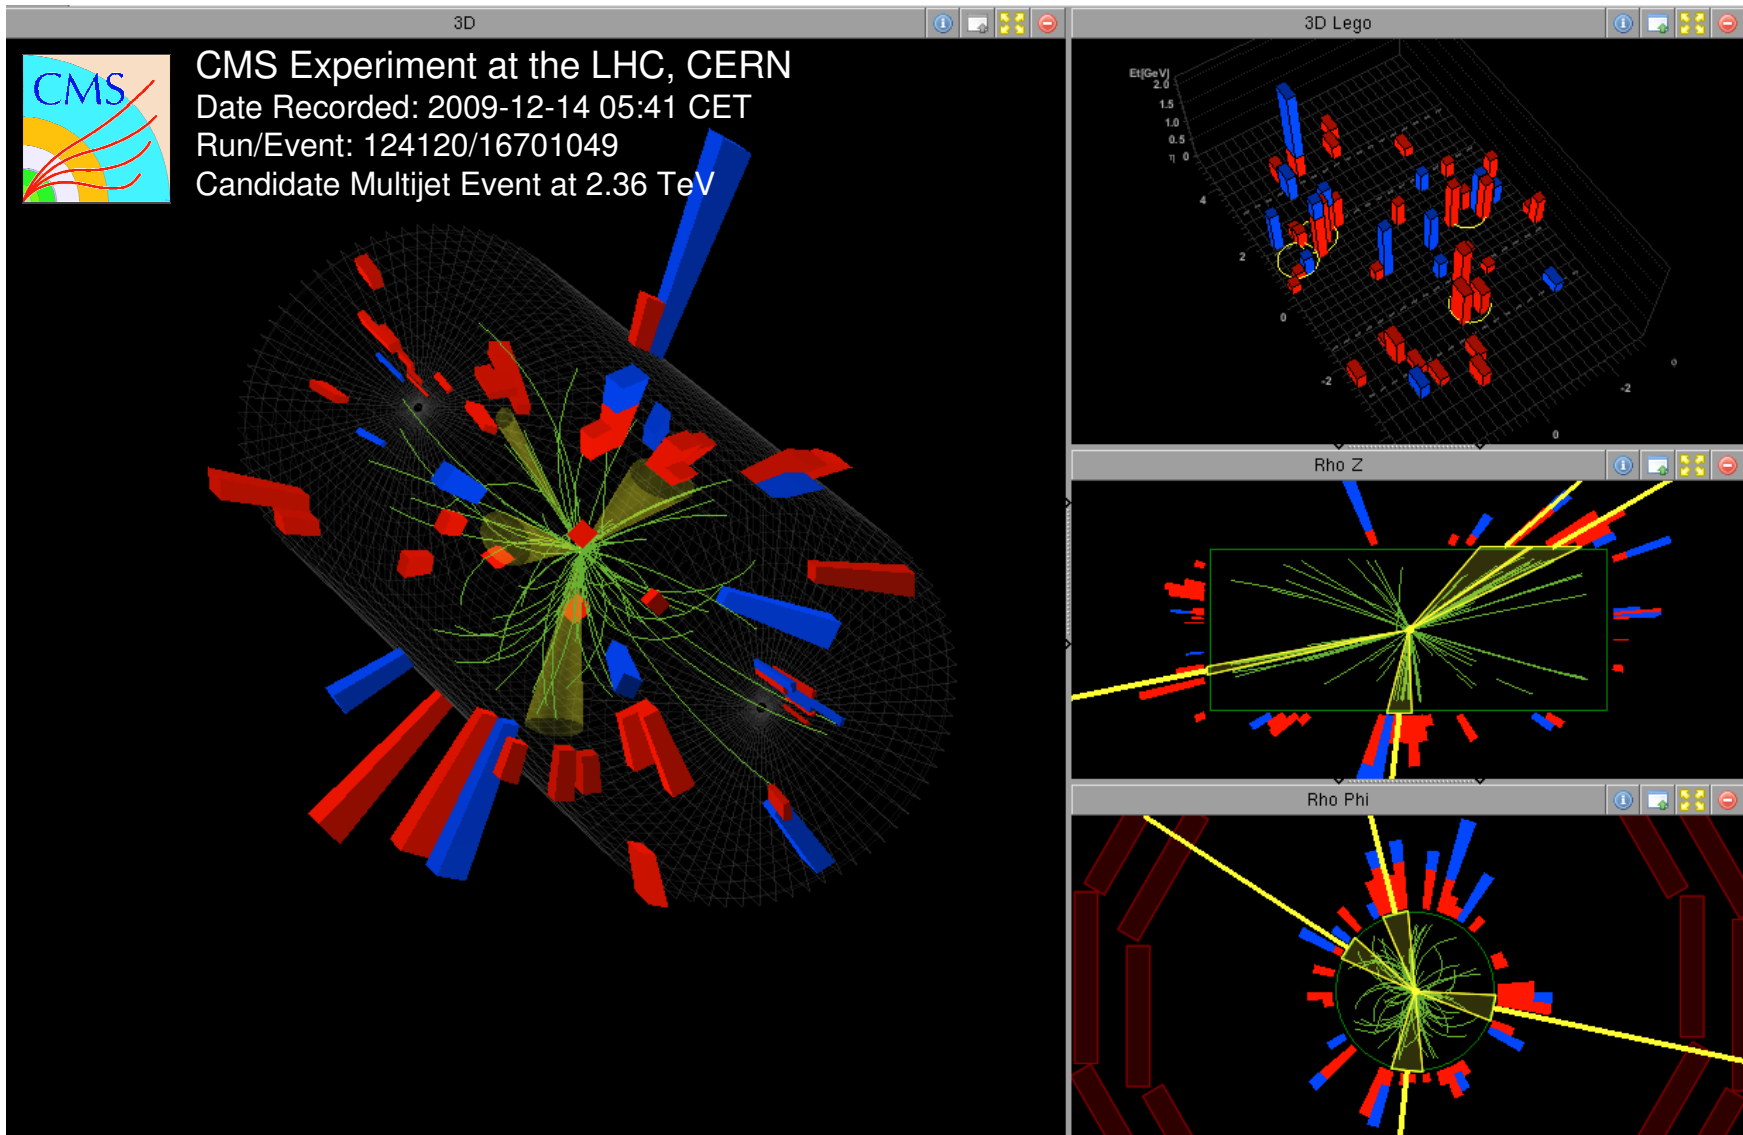 3D
CMS
CMS Experiment at the LHC, CERN
Date Recorded: 2009-12-14 05:41 CET
Run/Event: 124120/16701049
Candidate Multijet Event at 2.36 TeV
3D Lego
Et[GeV]
2.0
1.5
1.0
0.5
η 0
4
2
0
-2
-2
0
Rho Z
Rho Phi